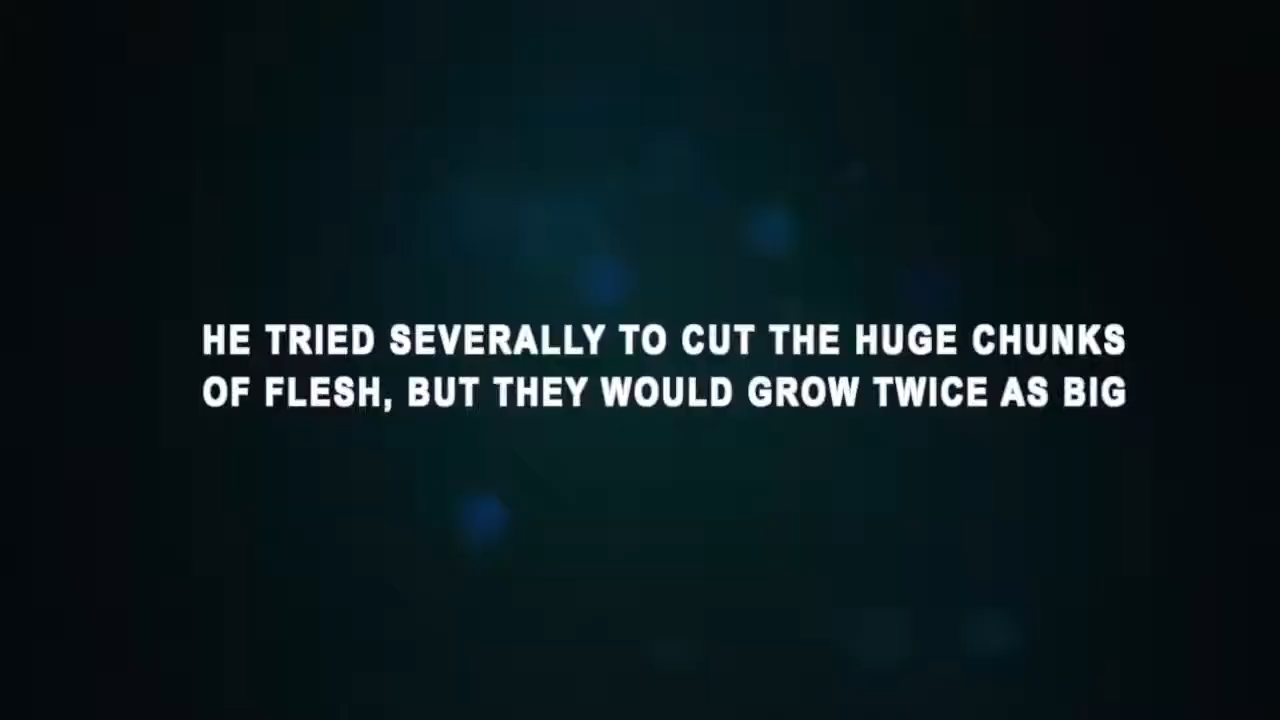 HE TRIED SEVERALLY TO CUT THE HUGE CHUNKS
OF FLESH, BUT THEY WOULD GROW TWICE AS BIG